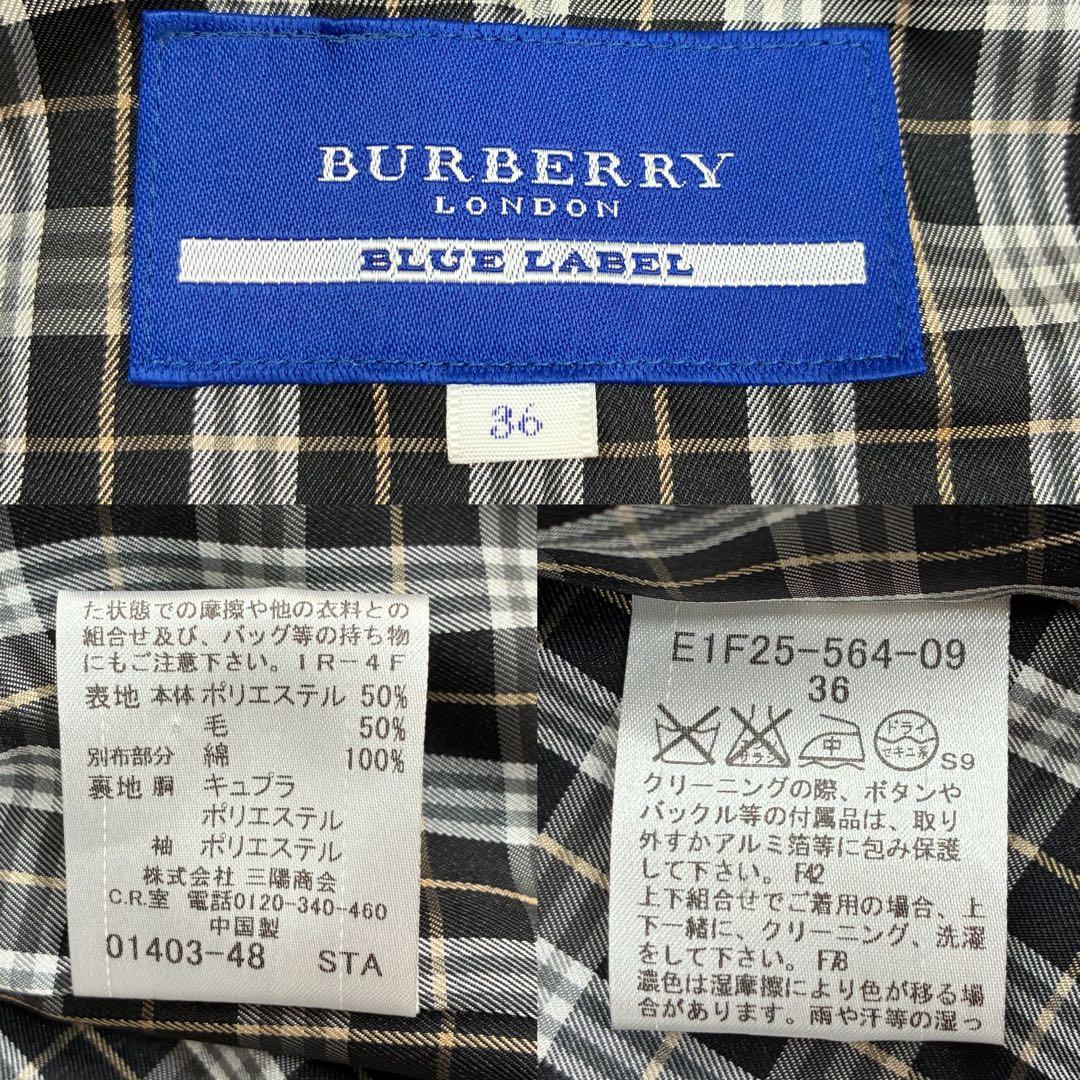 BURBERRY
LONDON
BLUE LABEL
36
た状態での摩擦や他の衣料との
組合せ及び、バッグ等の持ち物
にもご注意下さい。IR-4F
表地 本体 ポリエステル 50%
毛 50%
別布部分 綿 100%
裏地 胴 キュプラ
ポリエステル
袖 ポリエステル
株式会社 三陽商会
C.R.室 電話0120-340-460
中国製
01403-48 STA
E1F25-564-09
36
エンソ
サラシ
中
ドライ
セキユ系
S9
クリーニングの際、ボタンや
バックル等の付属品は、取り
外すかアルミ箔等に包み保護
して下さい。F42
上下組合せでご着用の場合、上
下一緒に、クリーニング、洗濯
をして下さい。F78
濃色は湿摩擦により色が移る場
合があります。雨や汗等の湿っ